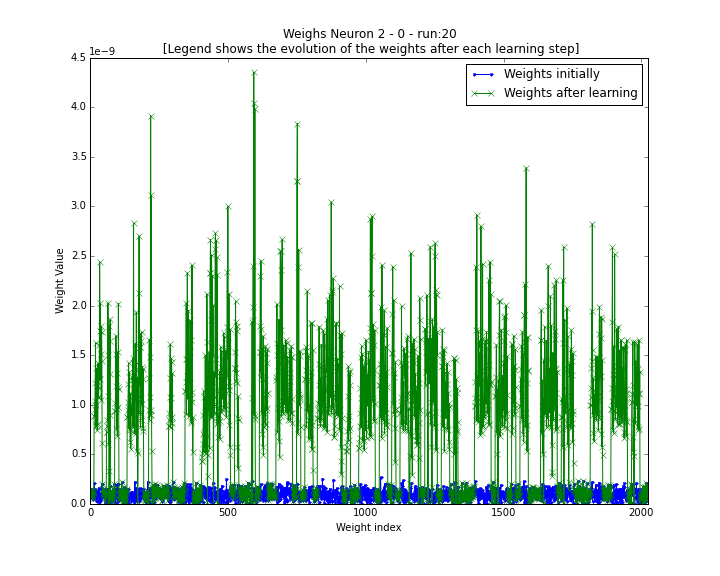 Weighs Neuron 2 - 0 - run:20
[Legend shows the evolution of the weights after each learning step]
1e−9
Weights initially
Weights after learning
4.5
4.0
3.5
3.0
2.5
2.0
1.5
1.0
0.5
0.0
Weight Value
0
500
1000
1500
2000
Weight index